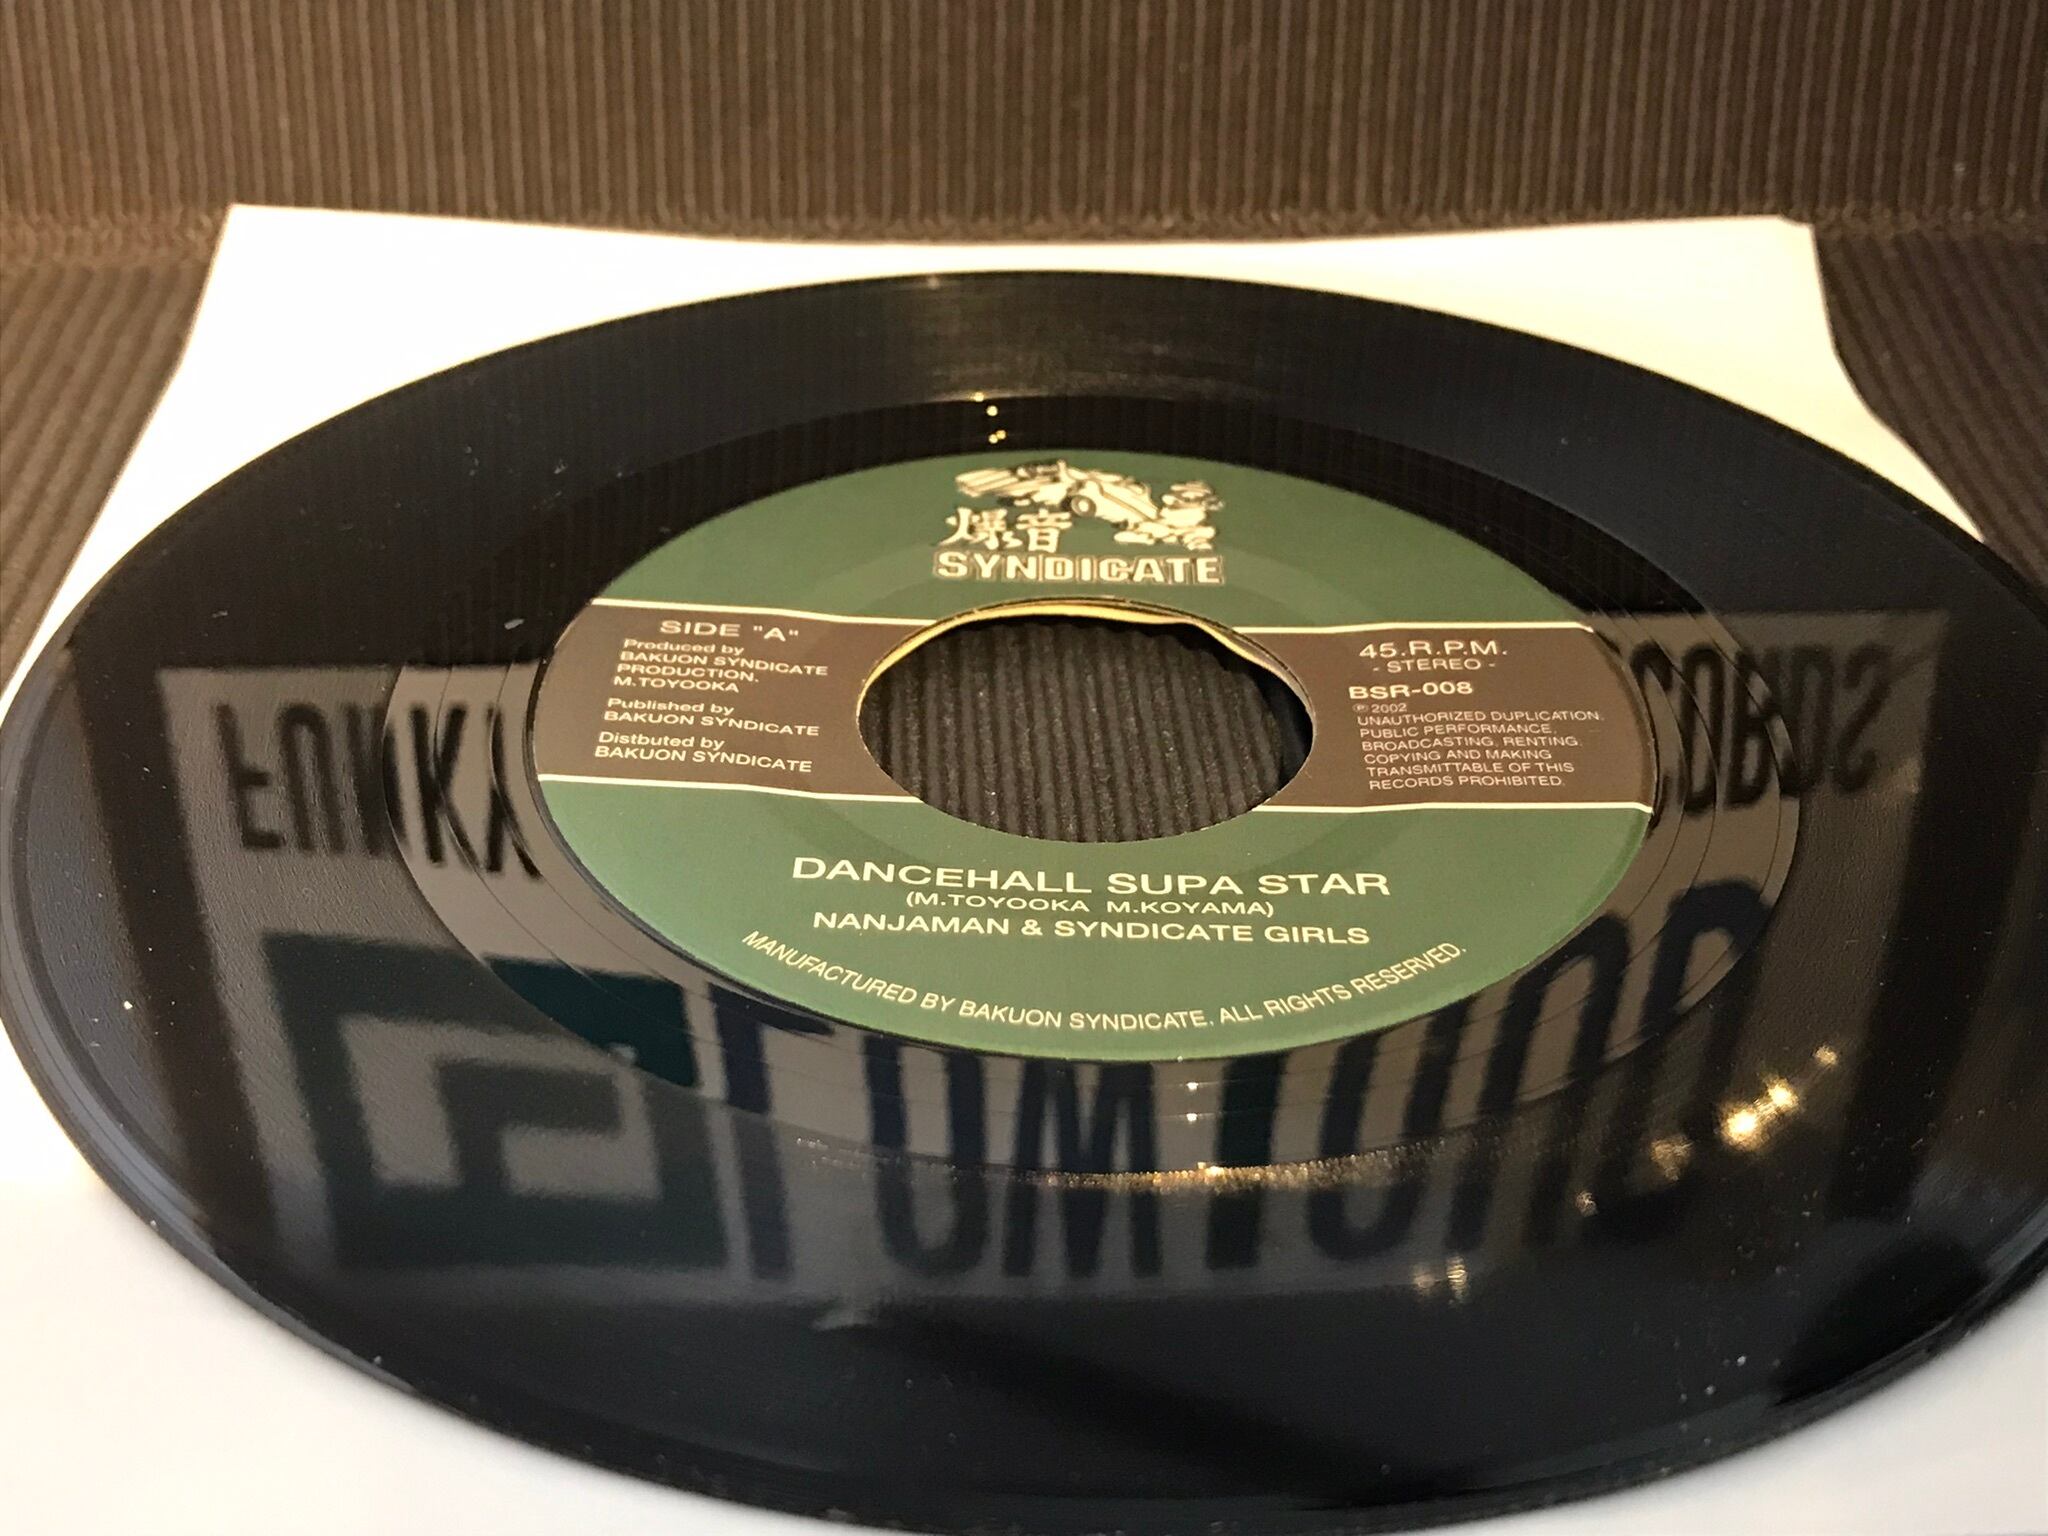 爆音
SYNDICATE
SIDE "A"
Produced by
BAKUON SYNDICATE
PRODUCTION.
M.TOYOOKA
Published by
BAKUON SYNDICATE
Distbuted by
BAKUON SYNDICATE
45.R.P.M.
- STEREO -
BSR-008
℗ 2002
UNAUTHORIZED DUPLICATION.
PUBLIC PERFORMANCE.
BROADCASTING, RENTING.
COPYING AND MAKING
TRANSMITTABLE OF THIS
RECORDS PROHIBITED.
DANCEHALL SUPA STAR
(M.TOYOOKA M.KOYAMA)
NANJAMAN & SYNDICATE GIRLS
MANUFACTURED BY BAKUON SYNDICATE. ALL RIGHTS RESERVED.